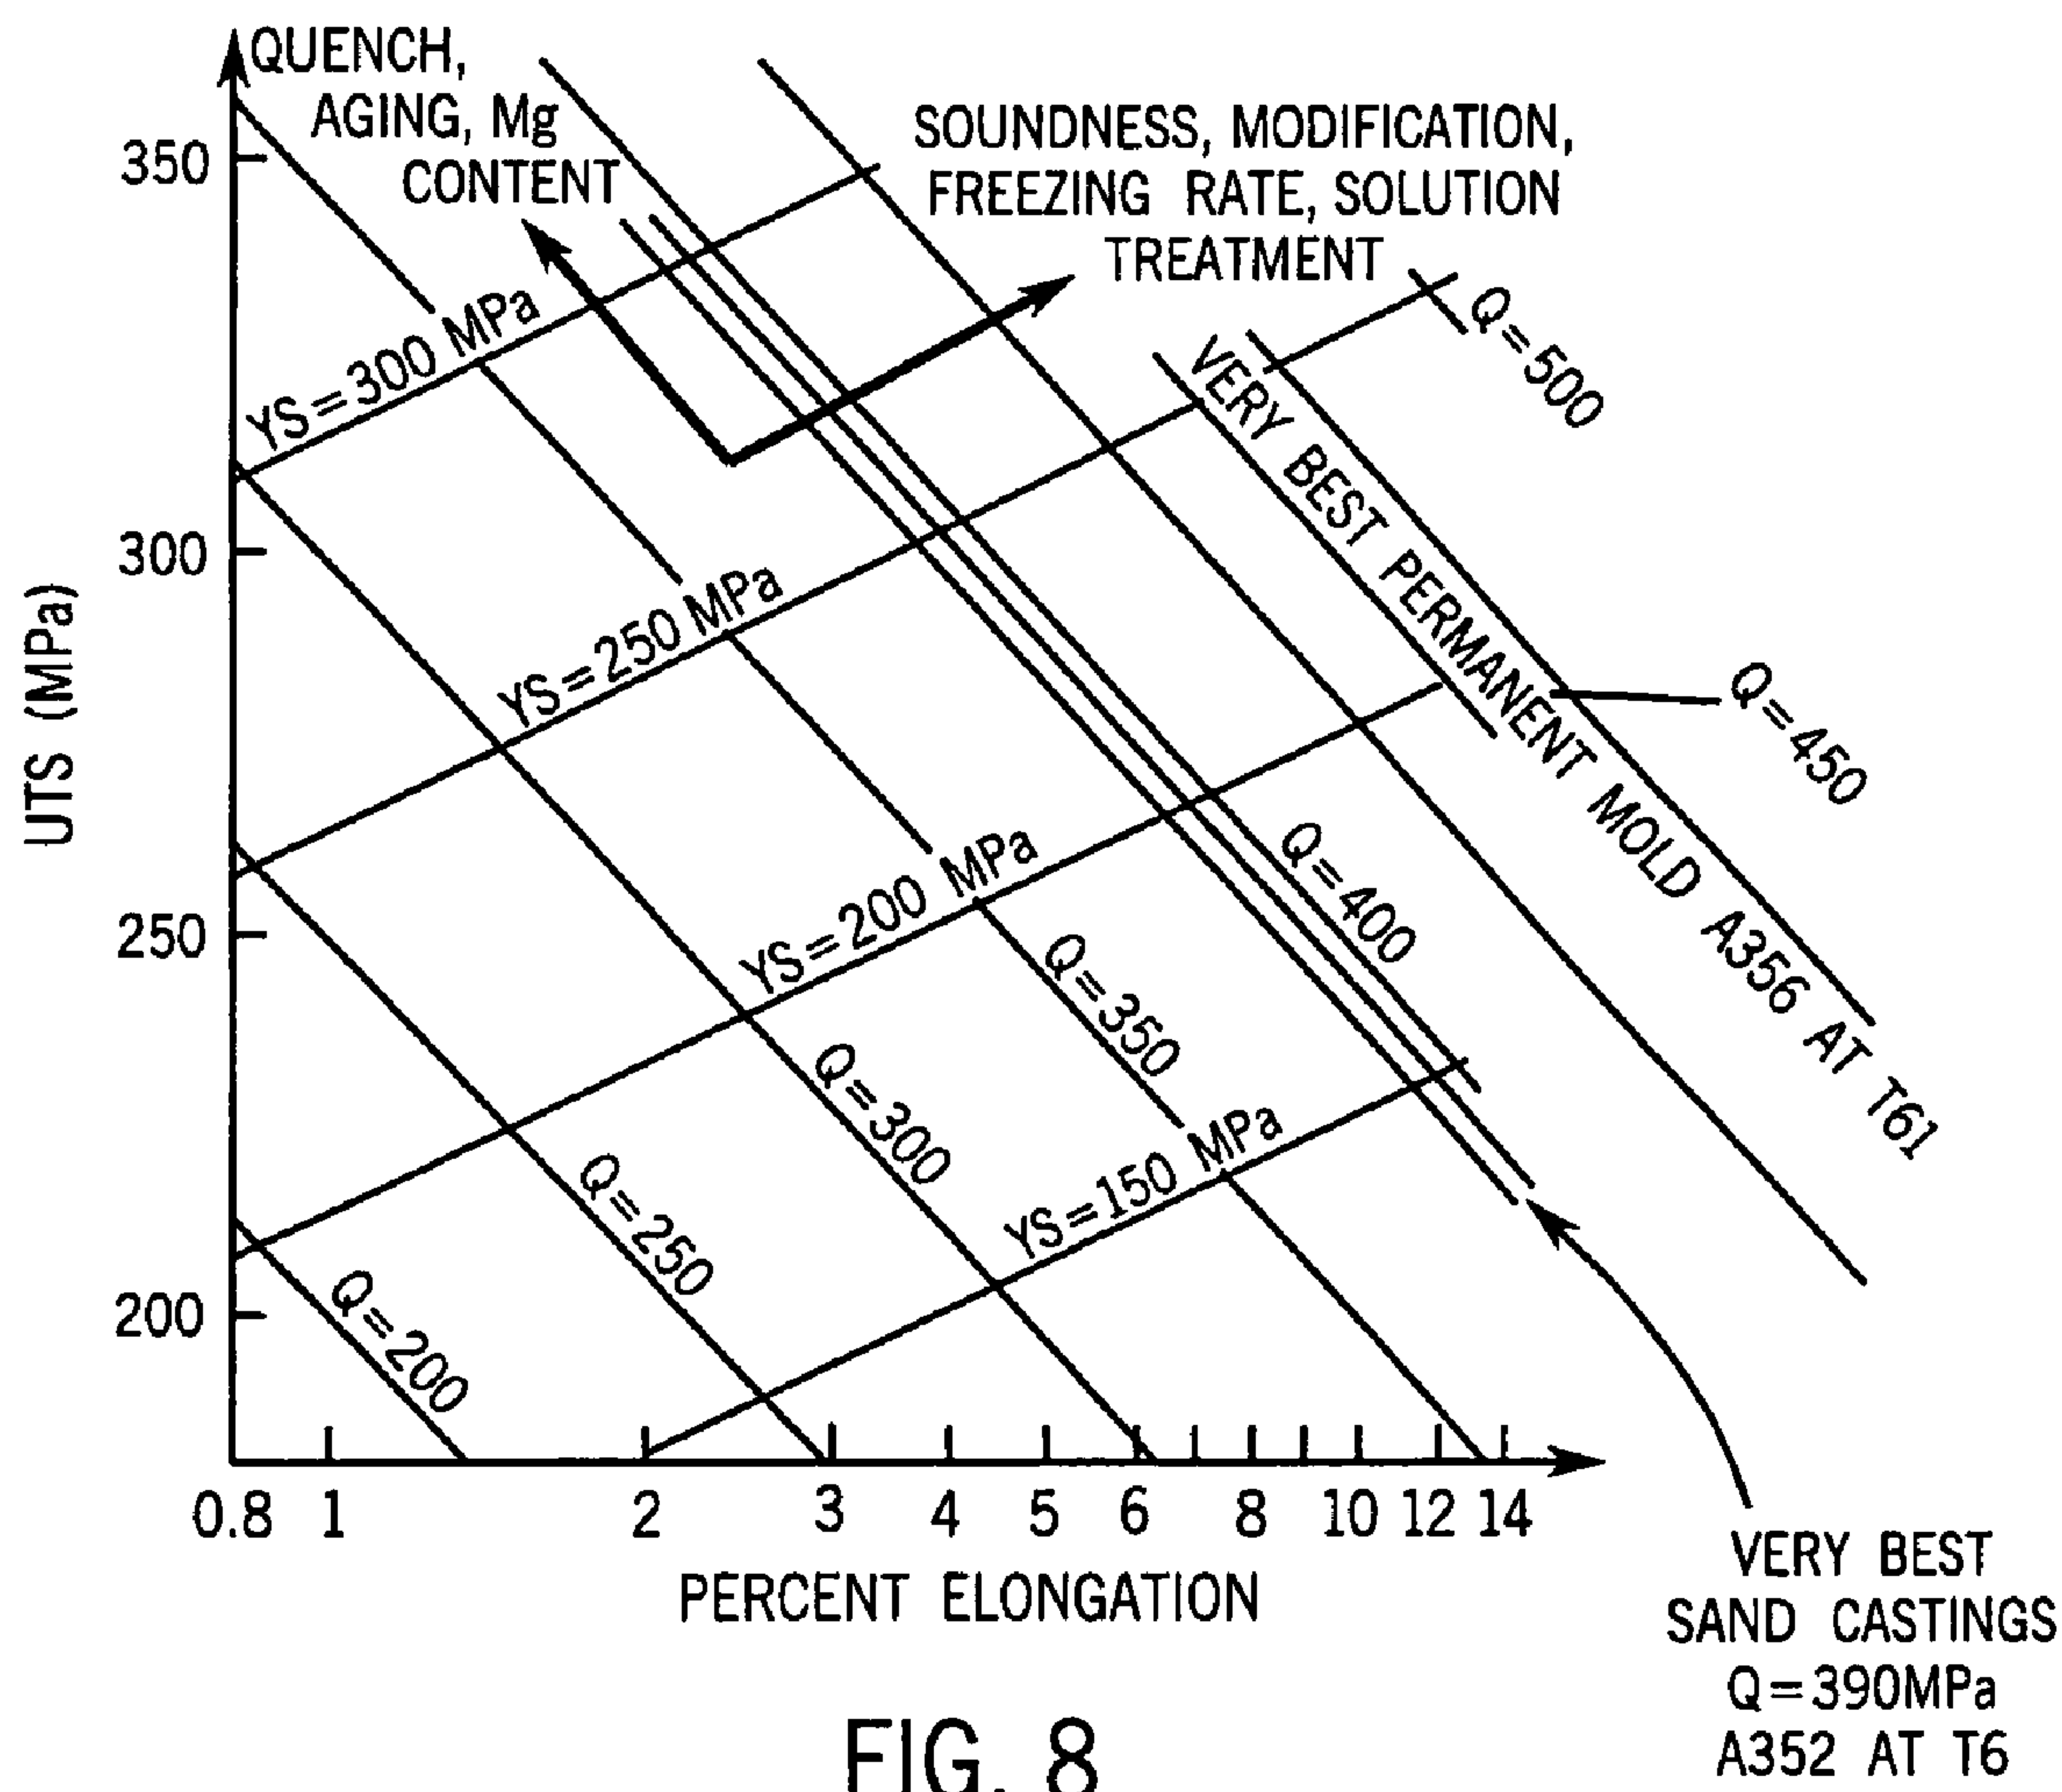 QUENCH,
AGING, Mg
CONTENT
SOUNDNESS, MODIFICATION,
FREEZING RATE, SOLUTION
TREATMENT
350
300
250
200
UTS (MPa)
YS=300 MPa
YS=250 MPa
YS=200 MPa
YS=150 MPa
Q=500
VERY BEST PERMANENT MOLD A356 AT T61
Q=450
Q=400
Q=350
Q=300
Q=250
Q=200
0.8 1 2 3 4 5 6 8 10 12 14
PERCENT ELONGATION
VERY BEST
SAND CASTINGS
Q=390MPa
A352 AT T6
FIG. 8